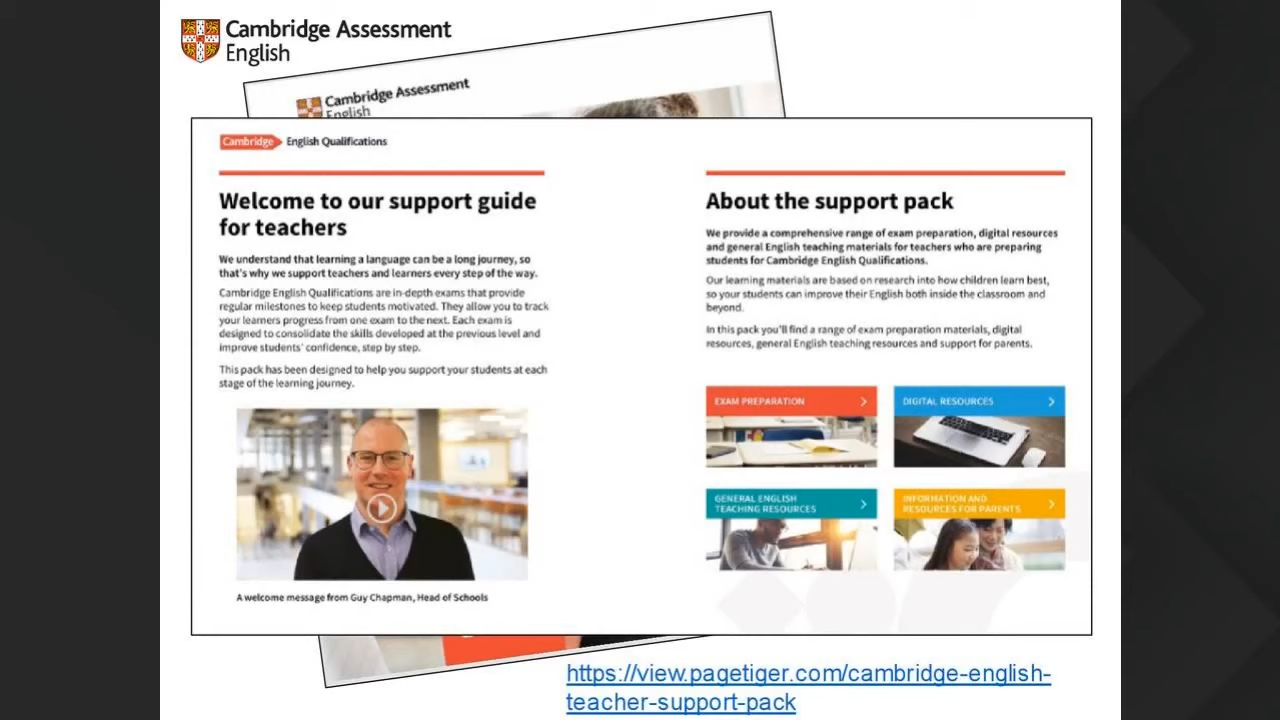 Cambridge Assessment
English
Cambridge Assessment
English
Cambridge English Qualifications
Welcome to our support guide
for teachers
We understand that learning a language can be a long journey, so
that's why we support teachers and learners every step of the way.
Cambridge English Qualifications are in-depth exams that provide
regular milestones to keep students motivated. They allow you to track
your learners progress from one exam to the next. Each exam is
designed to consolidate the skills developed at the previous level and
improve students' confidence, step by step.
This pack has been designed to help you support your students at each
stage of the learning journey.
A welcome message from Guy Chapman, Head of Schools
About the support pack
We provide a comprehensive range of exam preparation, digital resources
and general English teaching materials for teachers who are preparing
students for Cambridge English Qualifications.
Our learning materials are based on research into how children learn best,
so your students can improve their English both inside the classroom and
beyond.
In this pack you'll find a range of exam preparation materials, digital
resources, general English teaching resources and support for parents.
EXAM PREPARATION
DIGITAL RESOURCES
GENERAL ENGLISH
TEACHING RESOURCES
INFORMATION AND
RESOURCES FOR PARENTS
https://view.pagetiger.com/cambridge-english-
teacher-support-pack